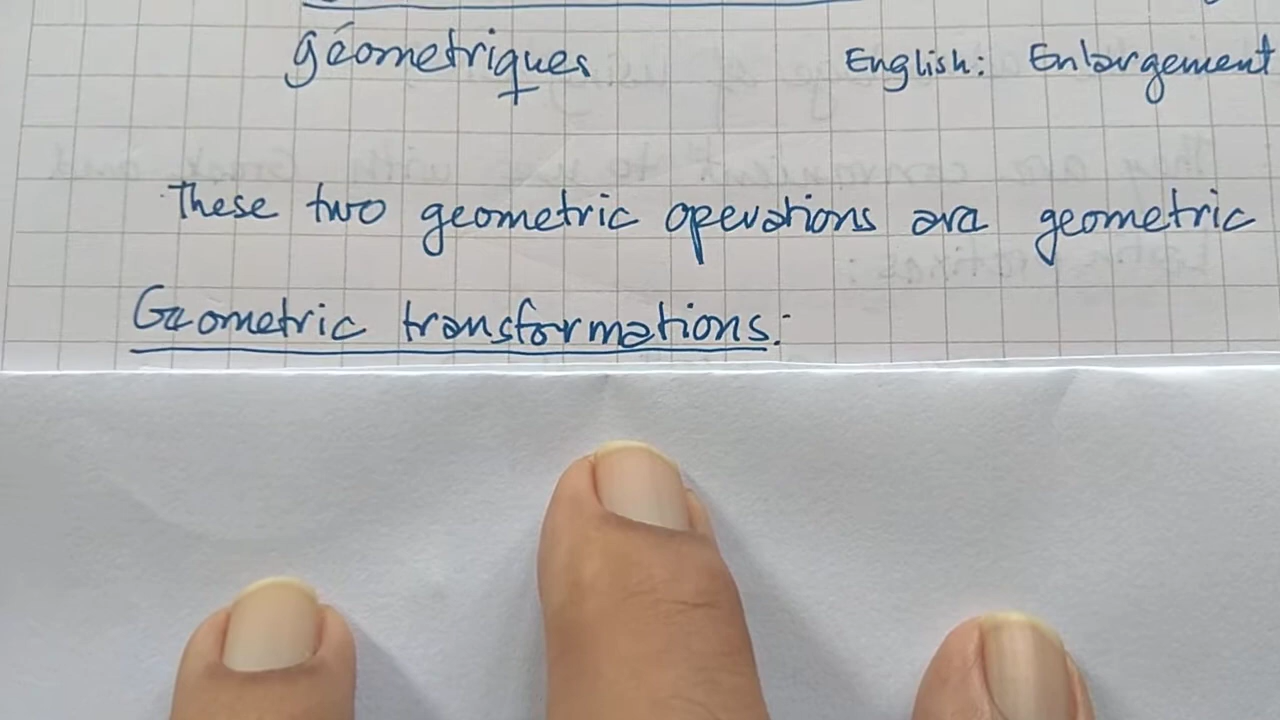 géometriques English: Enlargement
These two geometric operations are geometric
Geometric transformations: